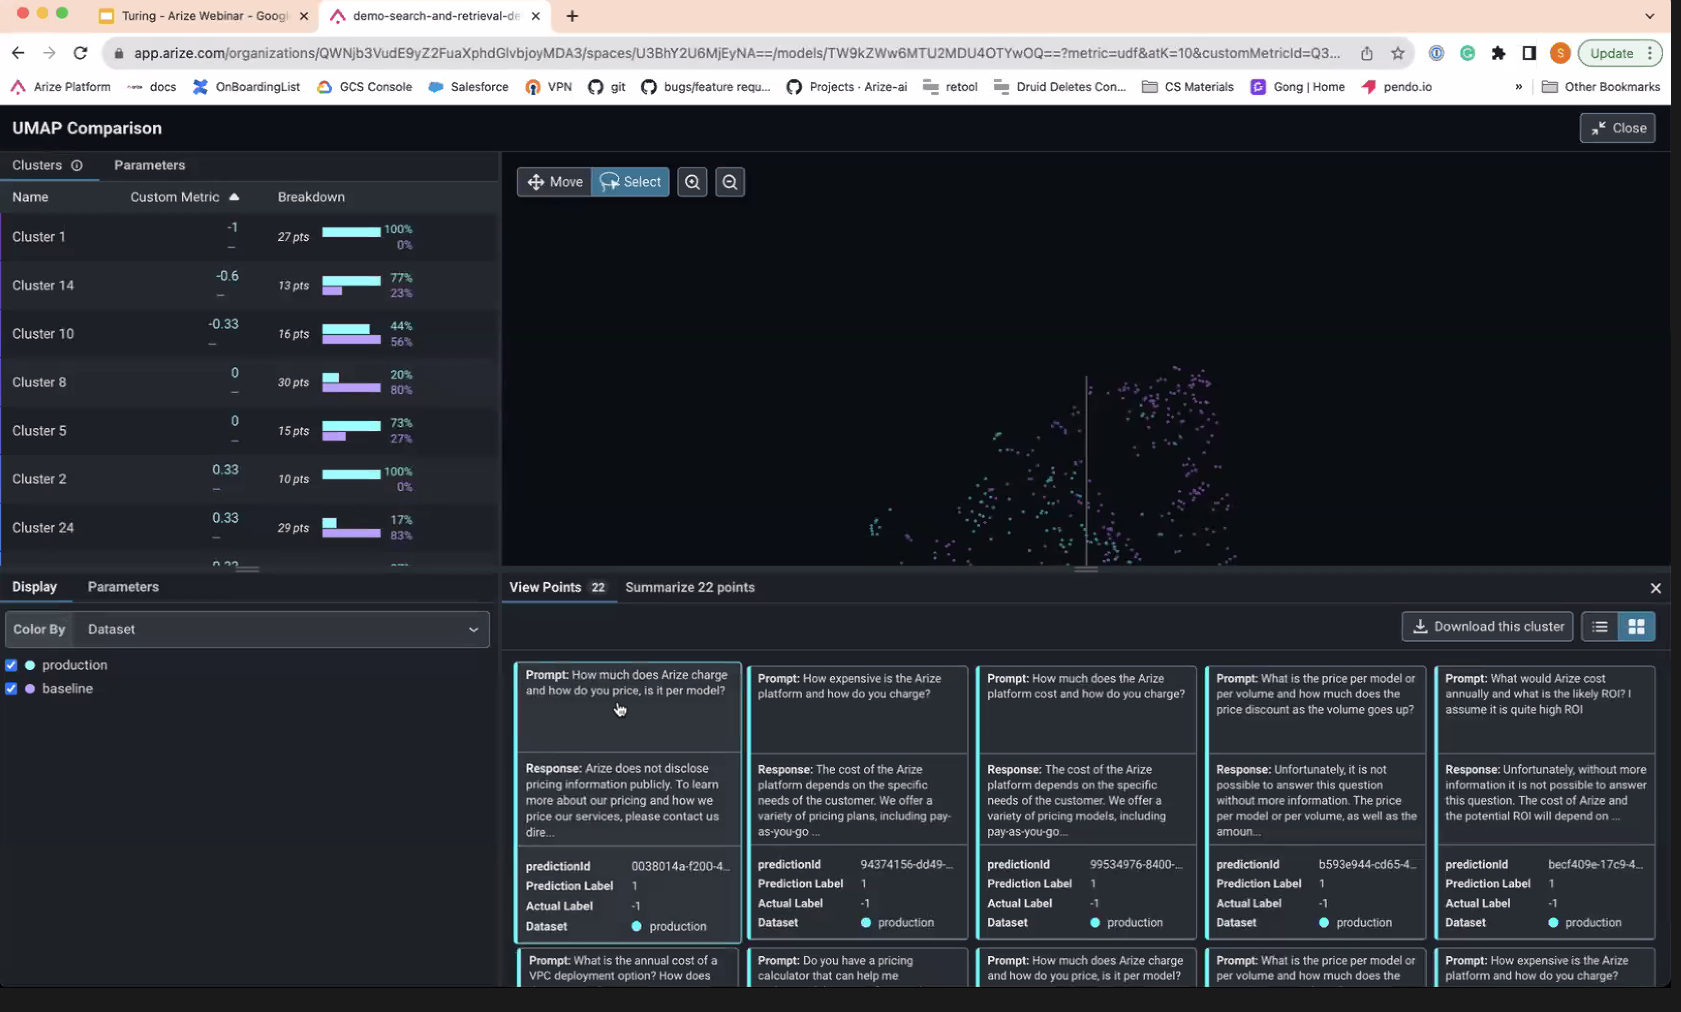 Turing - Arize Webinar - Googl
demo-search-and-retrieval-de
app.arize.com/organizations/QWNjb3VudE9yZ2FuaXphdGlvbjoyMDA3/spaces/U3BhY2U6MjEyNA==/models/TW9kZWw6MTU2MDU4OTYwOQ==?metric=udf&atK=10&customMetricId=Q3...
S
Update
Arize Platform
docs
OnBoardingList
GCS Console
Salesforce
VPN
git
bugs/feature requ...
Projects · Arize-ai
retool
Druid Deletes Con...
CS Materials
Gong | Home
pendo.io
»
Other Bookmarks
UMAP Comparison
Close
Clusters
Parameters
Name
Custom Metric
Breakdown
Cluster 1
-1
–
27 pts
100%
0%
Cluster 14
-0.6
–
13 pts
77%
23%
Cluster 10
-0.33
–
16 pts
44%
56%
Cluster 8
0
–
30 pts
20%
80%
Cluster 5
0
–
15 pts
73%
27%
Cluster 2
0.33
–
10 pts
100%
0%
Cluster 24
0.33
–
29 pts
17%
83%
Move
Select
Display
Parameters
Color By
Dataset
production
baseline
View Points 22
Summarize 22 points
Download this cluster
Prompt: How much does Arize charge
and how do you price, is it per model?
Response: Arize does not disclose
pricing information publicly. To learn
more about our pricing and how we
price our services, please contact us
dire...
predictionId 0038014a-f200-4...
Prediction Label 1
Actual Label -1
Dataset production
Prompt: How expensive is the Arize
platform and how do you charge?
Response: The cost of the Arize
platform depends on the specific
needs of the customer. We offer a
variety of pricing plans, including pay-
as-you-go ...
predictionId 94374156-dd49-...
Prediction Label 1
Actual Label -1
Dataset production
Prompt: How much does the Arize
platform cost and how do you charge?
Response: The cost of the Arize
platform depends on the specific
needs of the customer. We offer a
variety of pricing models, including
pay-as-you-go...
predictionId 99534976-8400-...
Prediction Label 1
Actual Label -1
Dataset production
Prompt: What is the price per model or
per volume and how much does the
price discount as the volume goes up?
Response: Unfortunately, it is not
possible to answer this question
without more information. The price
per model or per volume, as well as the
amoun...
predictionId b593e944-cd65-4...
Prediction Label 1
Actual Label -1
Dataset production
Prompt: What would Arize cost
annually and what is the likely ROI? I
assume it is quite high ROI
Response: Unfortunately, without more
information it is not possible to answer
this question. The cost of Arize and
the potential ROI will depend on ...
predictionId becf409e-17c9-4...
Prediction Label 1
Actual Label -1
Dataset production
Prompt: What is the annual cost of a
VPC deployment option? How does
Prompt: Do you have a pricing
calculator that can help me
Prompt: How much does Arize charge
and how do you price, is it per model?
Prompt: What is the price per model or
per volume and how much does the
Prompt: How expensive is the Arize
platform and how do you charge?